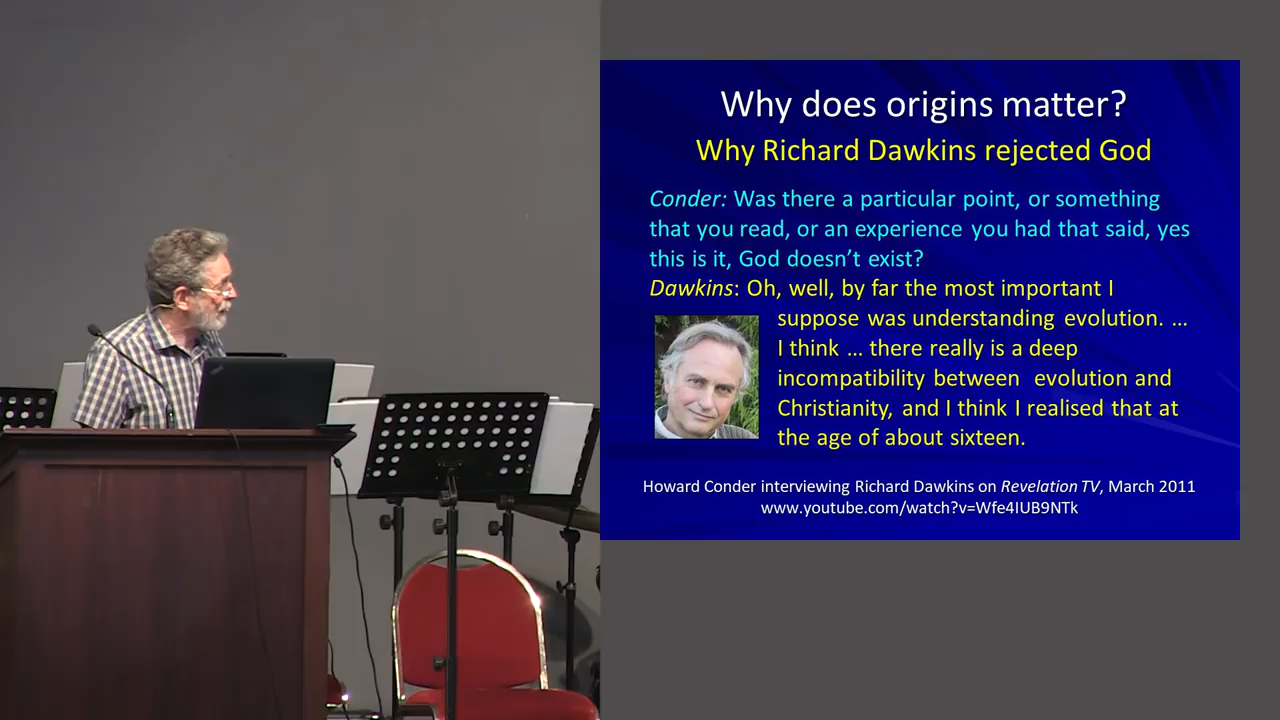 Why does origins matter?
Why Richard Dawkins rejected God
Conder: Was there a particular point, or something
that you read, or an experience you had that said, yes
this is it, God doesn’t exist?
Dawkins: Oh, well, by far the most important I
suppose was understanding evolution. …
I think … there really is a deep
incompatibility between evolution and
Christianity, and I think I realised that at
the age of about sixteen.
Howard Conder interviewing Richard Dawkins on Revelation TV, March 2011
www.youtube.com/watch?v=Wfe4IUB9NTk